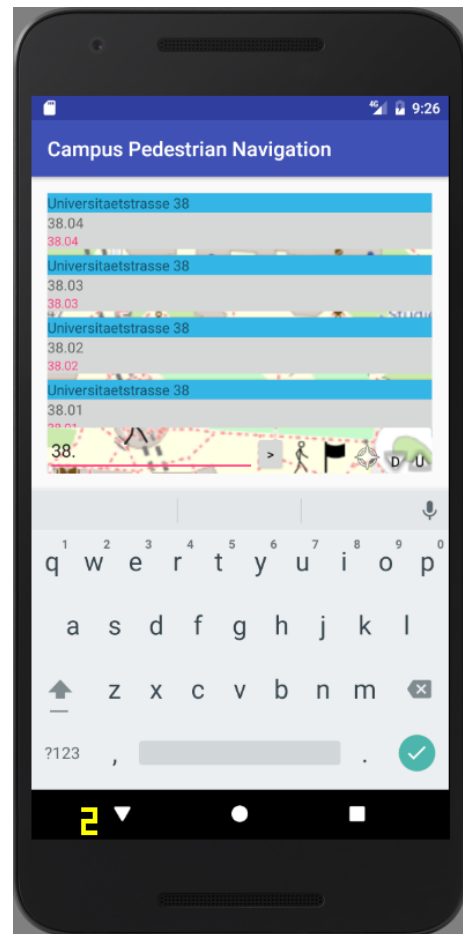 4G 9:26
Campus Pedestrian Navigation
Universitaetstrasse 38
38.04
38.04
Universitaetstrasse 38
38.03
38.03
Universitaetstrasse 38
38.02
38.02
Universitaetstrasse 38
38.01
38.01
38. > D U
1 2 3 4 5 6 7 8 9 0
q w e r t y u i o p
a s d f g h j k l
z x c v b n m
?123 , .
2